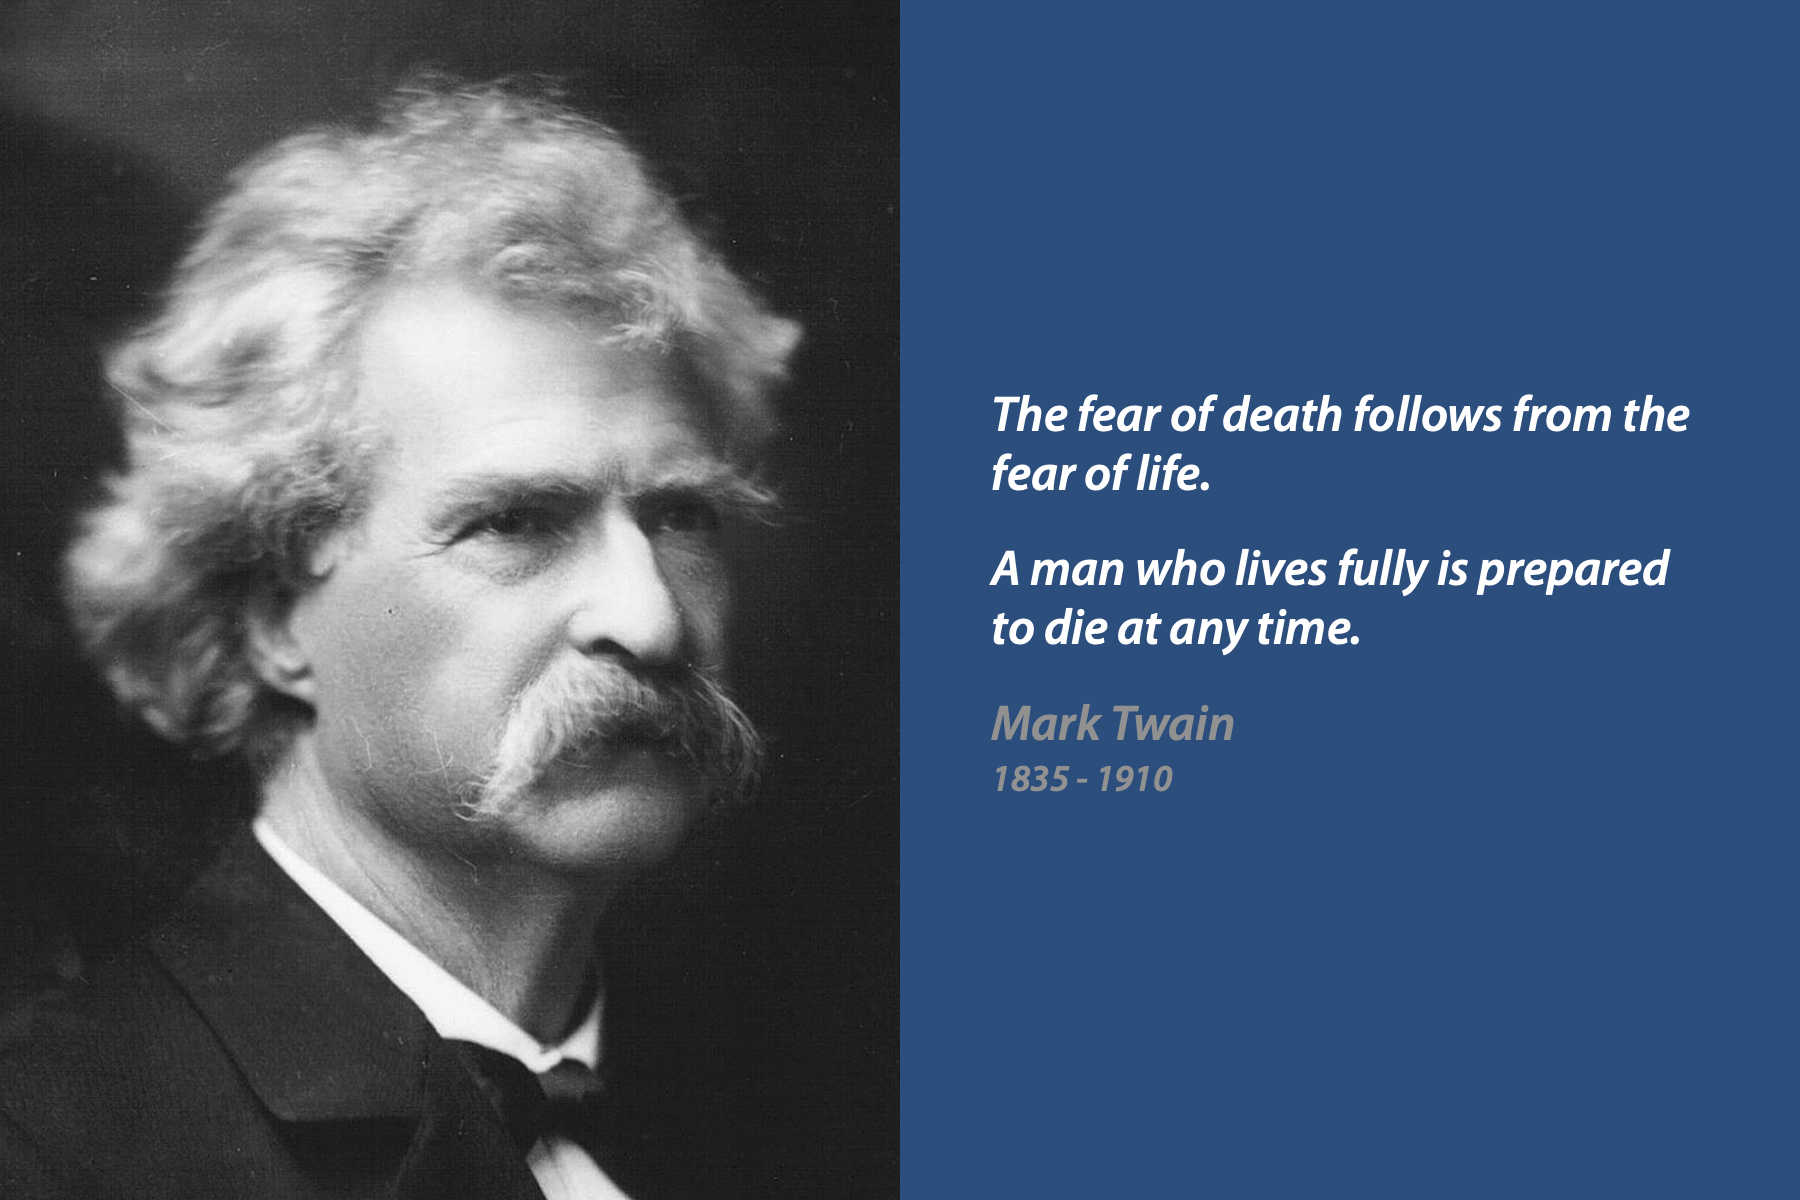 The fear of death follows from the
fear of life.
A man who lives fully is prepared
to die at any time.
Mark Twain
1835 - 1910